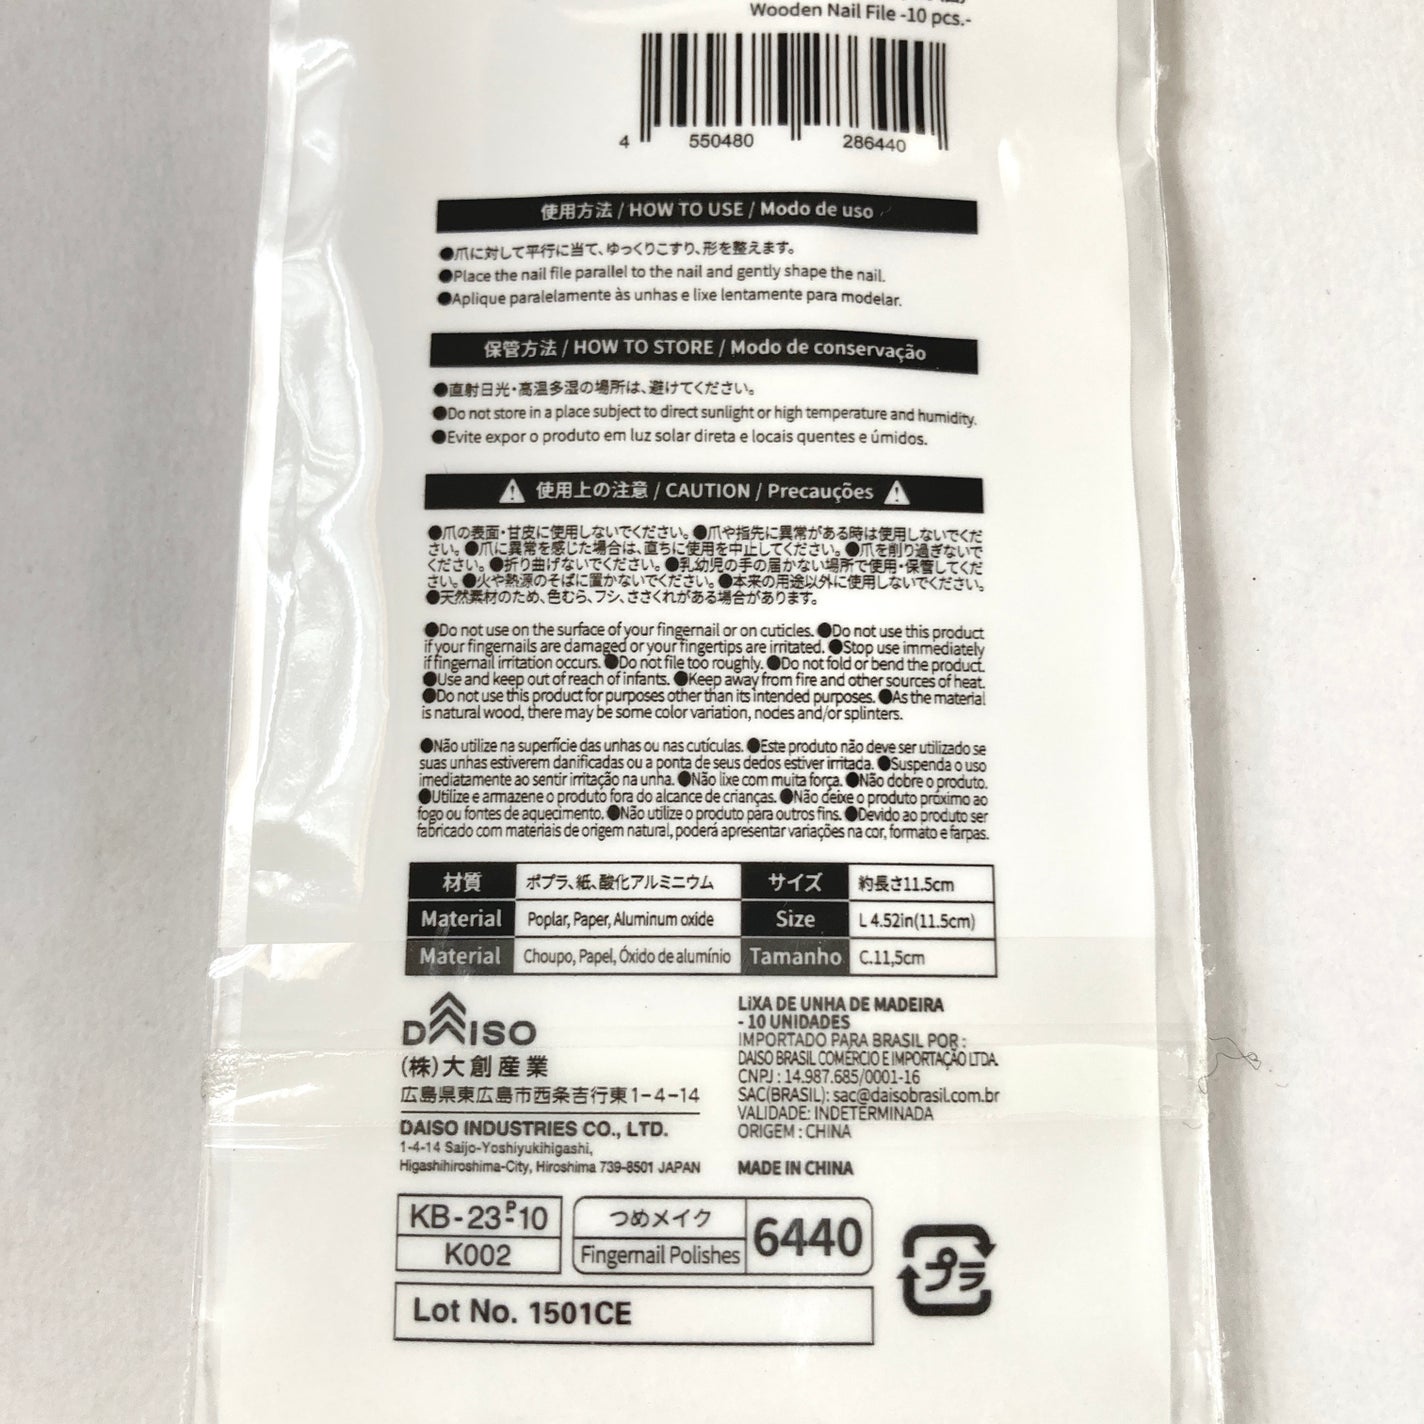 Wooden Nail File -10 pcs.-
4 550480 286440
使用方法 / HOW TO USE / Modo de uso
●爪に対して平行に当て、ゆっくりこすり、形を整えます。
●Place the nail file parallel to the nail and gently shape the nail.
●Aplique paralelamente às unhas e lixe lentamente para modelar.
保管方法 / HOW TO STORE / Modo de conservação
●直射日光・高温多湿の場所は、避けてください。
●Do not store in a place subject to direct sunlight or high temperature and humidity.
●Evite expor o produto em luz solar direta e locais quentes e úmidos.
使用上の注意 / CAUTION / Precauções
●爪の表面・甘皮に使用しないでください。●爪や指先に異常がある時は使用しないでくだ
さい。●爪に異常を感じた場合は、直ちに使用を中止してください。●爪を削り過ぎないで
ください。●折り曲げないでください。●乳幼児の手の届かない場所で使用・保管してくだ
さい。●火や熱源のそばに置かないでください。●本来の用途以外に使用しないでください。
●天然素材のため、色むら、フシ、ささくれがある場合があります。
●Do not use on the surface of your fingernail or on cuticles. ●Do not use this product
if your fingernails are damaged or your fingertips are irritated. ●Stop use immediately
if fingernail irritation occurs. ●Do not file too roughly. ●Do not fold or bend the product.
●Use and keep out of reach of infants. ●Keep away from fire and other sources of heat.
●Do not use this product for purposes other than its intended purposes. ●As the material
is natural wood, there may be some color variation, nodes and/or splinters.
●Não utilize na superfície das unhas ou nas cutículas. ●Este produto não deve ser utilizado se
suas unhas estiverem danificadas ou a ponta de seus dedos estiver irritada. ●Suspenda o uso
imediatamente ao sentir irritação na unha. ●Não lixe com muita força. ●Não dobre o produto.
●Utilize e armazene o produto fora do alcance de crianças. ●Não deixe o produto próximo ao
fogo ou fontes de aquecimento. ●Não utilize o produto para outros fins. ●Devido ao produto ser
fabricado com materiais de origem natural, poderá apresentar variações na cor, formato e farpas.
材質 ポプラ、紙、酸化アルミニウム サイズ 約長さ11.5cm
Material Poplar, Paper, Aluminum oxide Size L 4.52in(11.5cm)
Material Choupo, Papel, Óxido de alumínio Tamanho C.11,5cm
DAISO
(株)大創産業
広島県東広島市西条吉行東1-4-14
DAISO INDUSTRIES CO., LTD.
1-4-14 Saijo-Yoshiyukihigashi,
Higashihiroshima-City, Hiroshima 739-8501 JAPAN
LiXA DE UNHA DE MADEIRA
- 10 UNIDADES
IMPORTADO PARA BRASIL POR :
DAISO BRASIL COMÉRCIO E IMPORTAÇÃO LTDA.
CNPJ : 14.987.685/0001-16
SAC(BRASIL): sac@daisobrasil.com.br
VALIDADE: INDETERMINADA
ORIGEM : CHINA
MADE IN CHINA
KB-23-P-10
K002
つめメイク
Fingernail Polishes
6440
プラ
Lot No. 1501CE